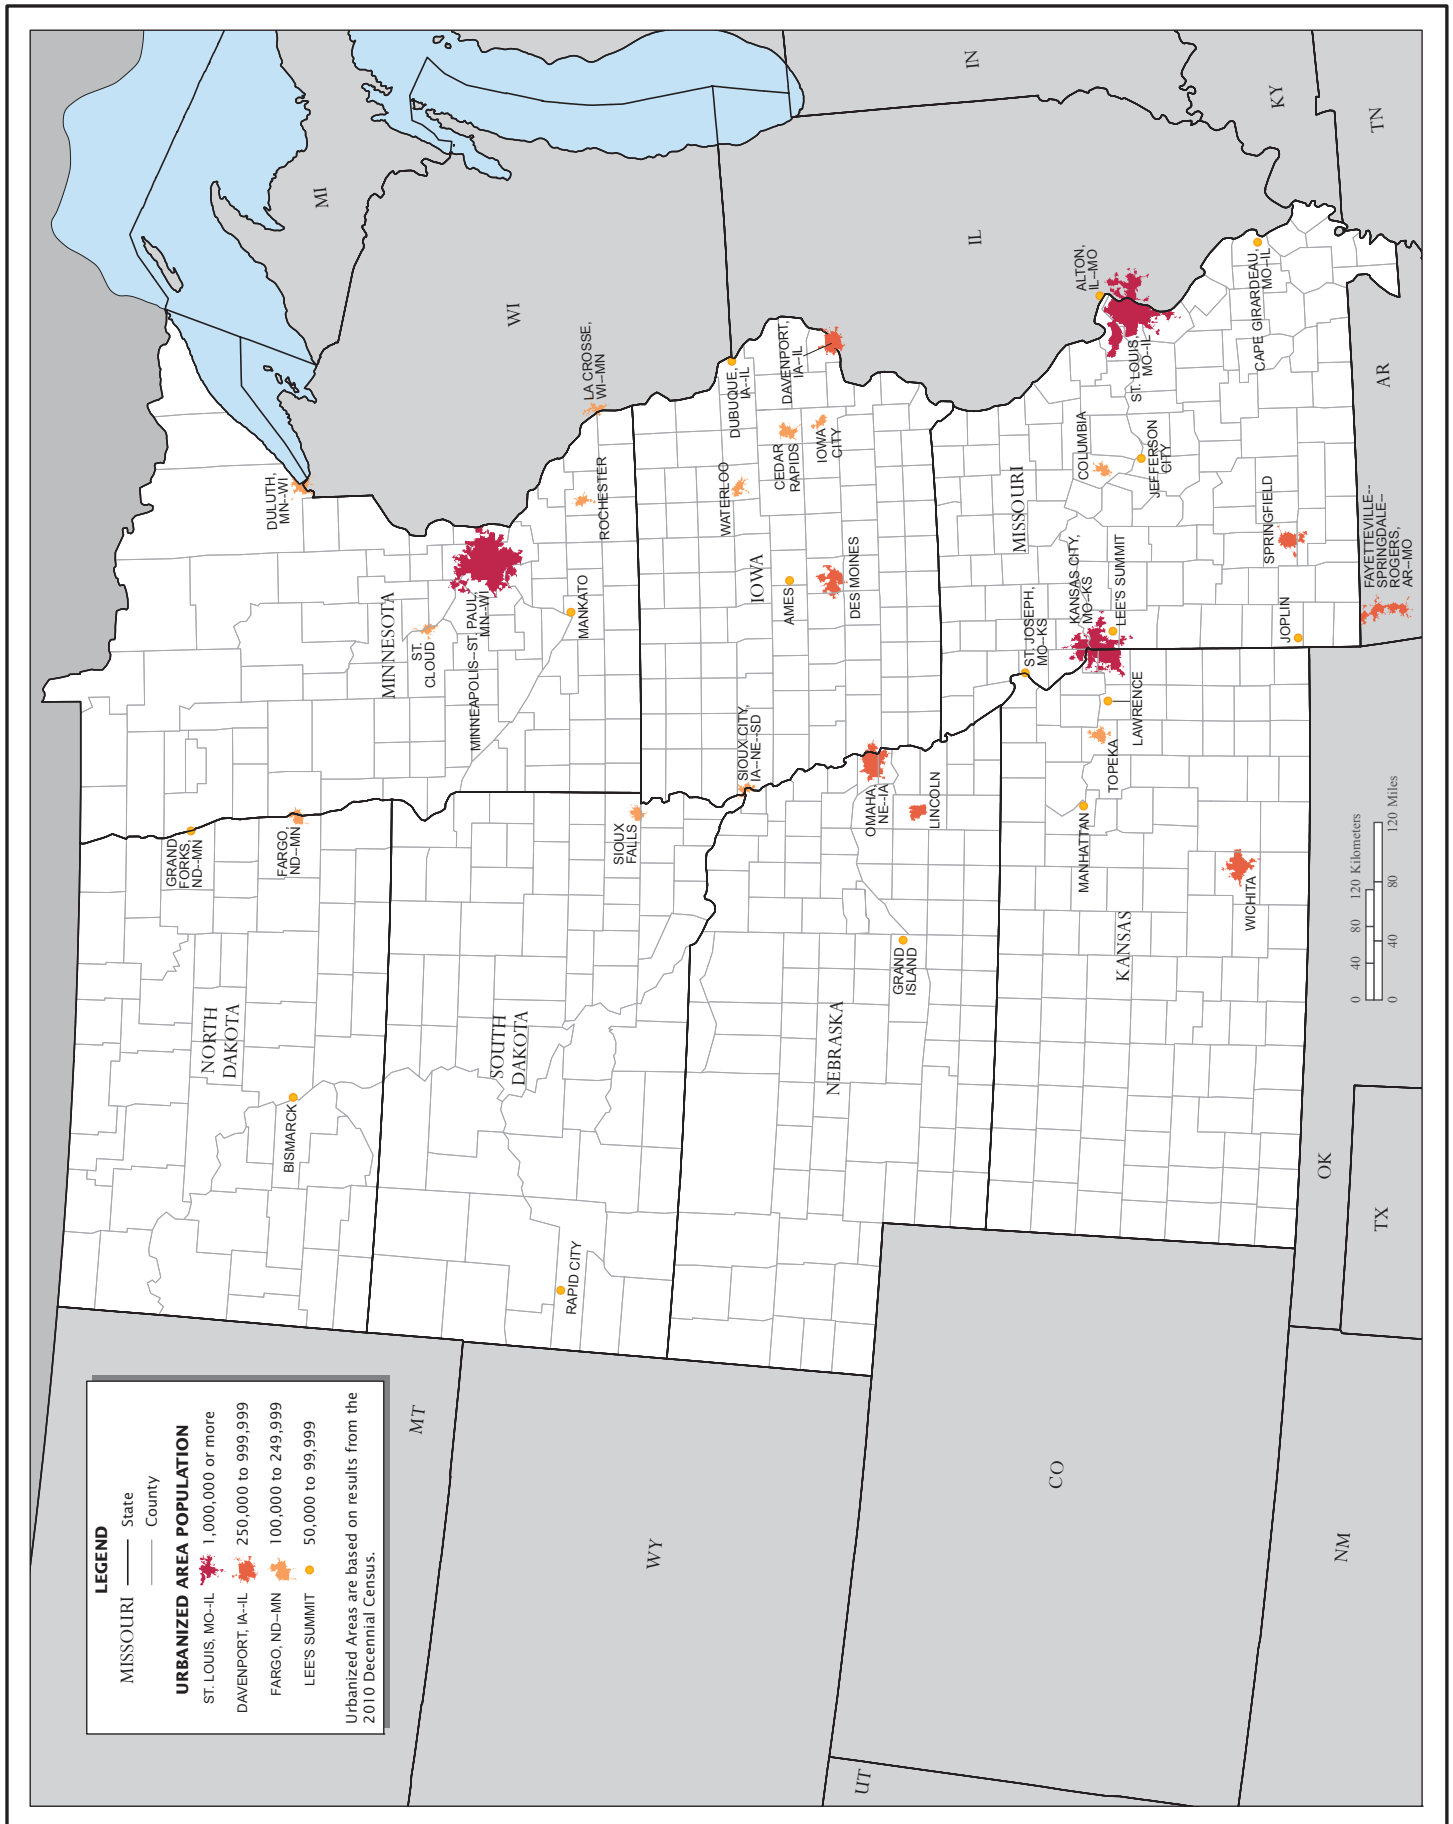 LEGEND
MISSOURI
State
County
URBANIZED AREA POPULATION
ST. LOUIS, MO--IL 1,000,000 or more
DAVENPORT, IA--IL 250,000 to 999,999
FARGO, ND--MN 100,000 to 249,999
LEE'S SUMMIT 50,000 to 99,999
Urbanized Areas are based on results from the
2010 Decennial Census.
MT
WY
UT
CO
NM
OK
TX
NORTH
DAKOTA
BISMARCK
GRAND
FORKS,
ND--MN
FARGO,
ND--MN
SOUTH
DAKOTA
RAPID CITY
SIOUX
FALLS
NEBRASKA
GRAND
ISLAND
OMAHA,
NE--IA
LINCOLN
SIOUX CITY,
IA--NE--SD
KANSAS
MANHATTAN
TOPEKA
LAWRENCE
WICHITA
MINNESOTA
DULUTH,
MN--WI
ST.
CLOUD
MINNEAPOLIS--ST. PAUL,
MN--WI
MANKATO
ROCHESTER
LA CROSSE,
WI--MN
IOWA
WATERLOO
DUBUQUE,
IA--IL
CEDAR
RAPIDS
IOWA
CITY
DAVENPORT,
IA--IL
AMES
DES MOINES
MISSOURI
ST. JOSEPH,
MO--KS
KANSAS CITY,
MO--KS
LEE'S SUMMIT
COLUMBIA
JEFFERSON
CITY
ALTON,
IL--MO
ST. LOUIS,
MO--IL
CAPE GIRARDEAU,
MO--IL
SPRINGFIELD
JOPLIN
FAYETTEVILLE--
SPRINGDALE--
ROGERS,
AR--MO
MI
WI
IL
IN
KY
TN
AR
0 40 80 120 Kilometers
0 40 80 120 Miles